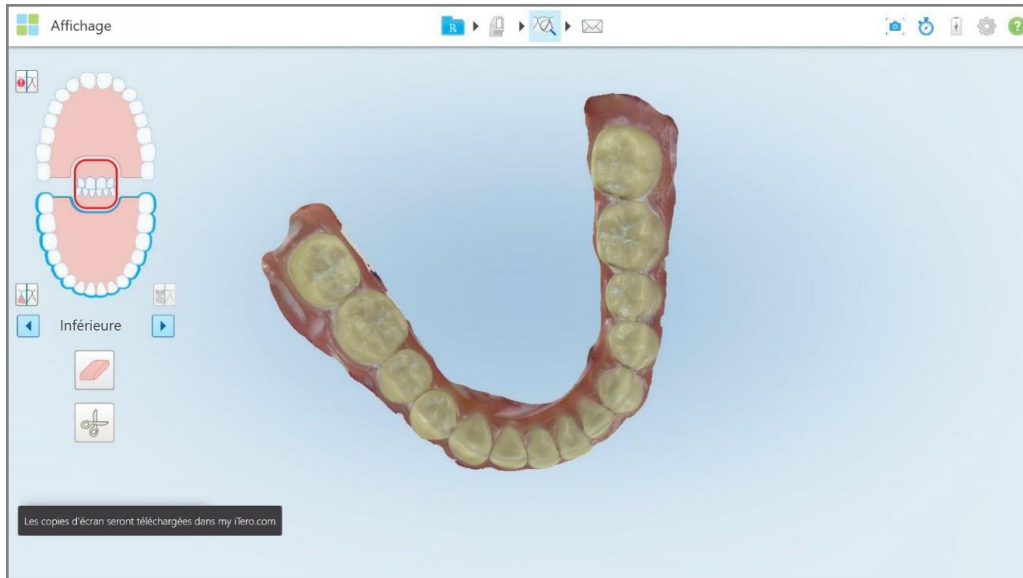 Affichage
R
Inférieure
Les copies d'écran seront téléchargées dans my iTero.com